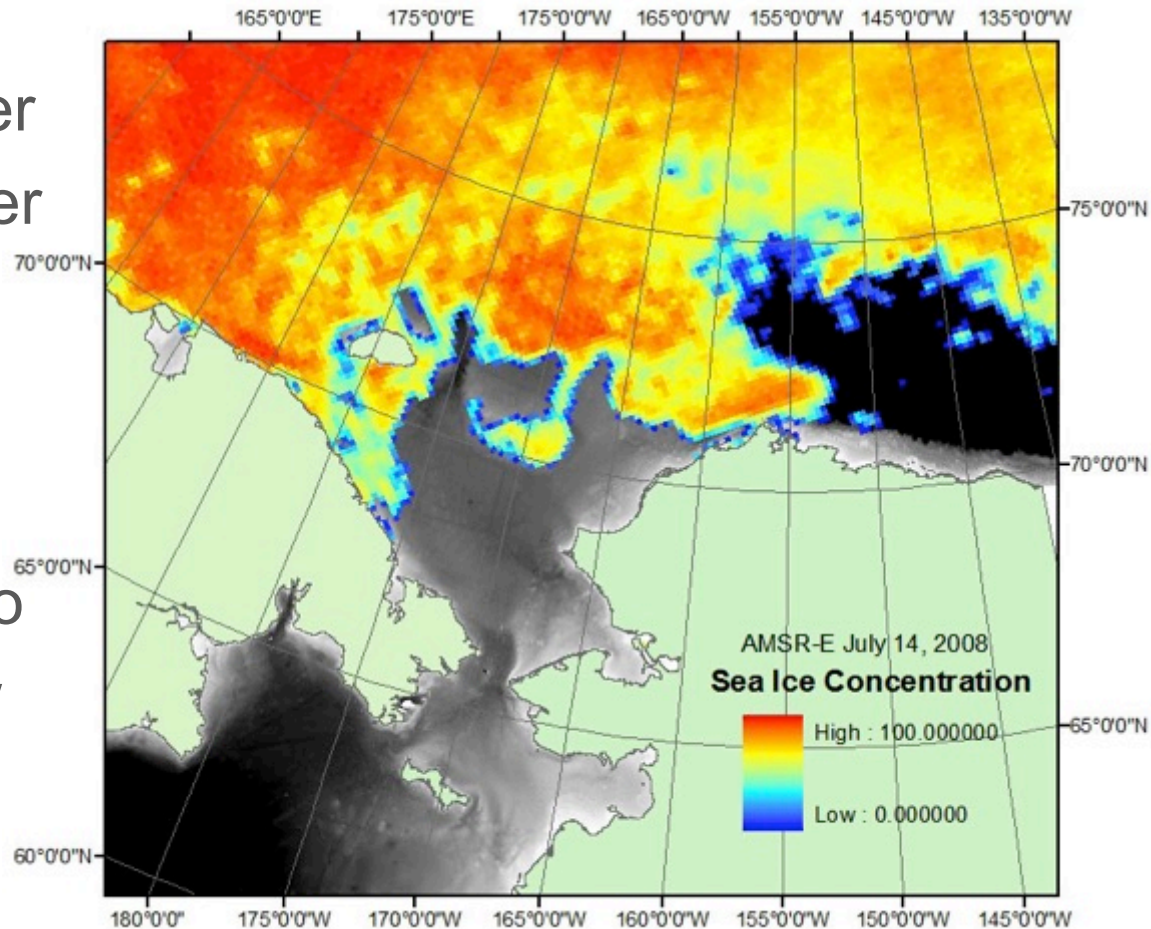 165°0'0"E 175°0'0"E 175°0'0"W 165°0'0"W 155°0'0"W 145°0'0"W 135°0'0"W
er
er
75°0'0"N
70°0'0"N
70°0'0"N
65°0'0"N
o
AMSR-E July 14, 2008
Sea Ice Concentration
High : 100.000000
65°0'0"N
Low : 0.000000
60°0'0"N
180°0'0" 175°0'0"W 170°0'0"W 165°0'0"W 160°0'0"W 155°0'0"W 150°0'0"W 145°0'0"W